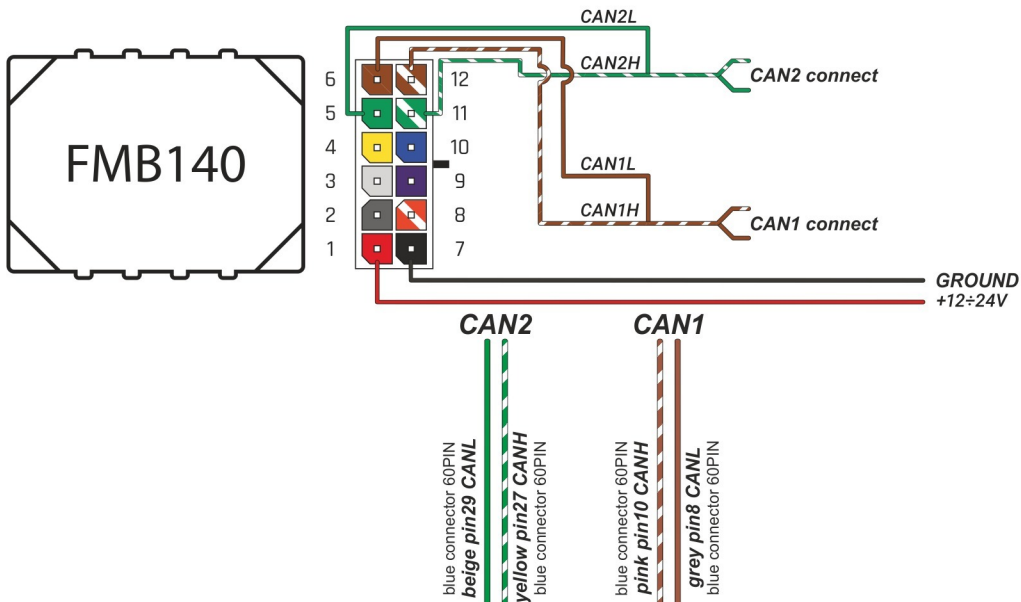 CAN2L
CAN2H
CAN2 connect
6
12
5
11
FMB140
4
10
3
9
CAN1L
2
8
CAN1H
CAN1 connect
1
7
GROUND
+12÷24V
CAN2
CAN1
blue connector 60PIN
beige pin29 CANL
yellow pin27 CANH
blue connector 60PIN
blue connector 60PIN
pink pin10 CANH
grey pin8 CANL
blue connector 60PIN